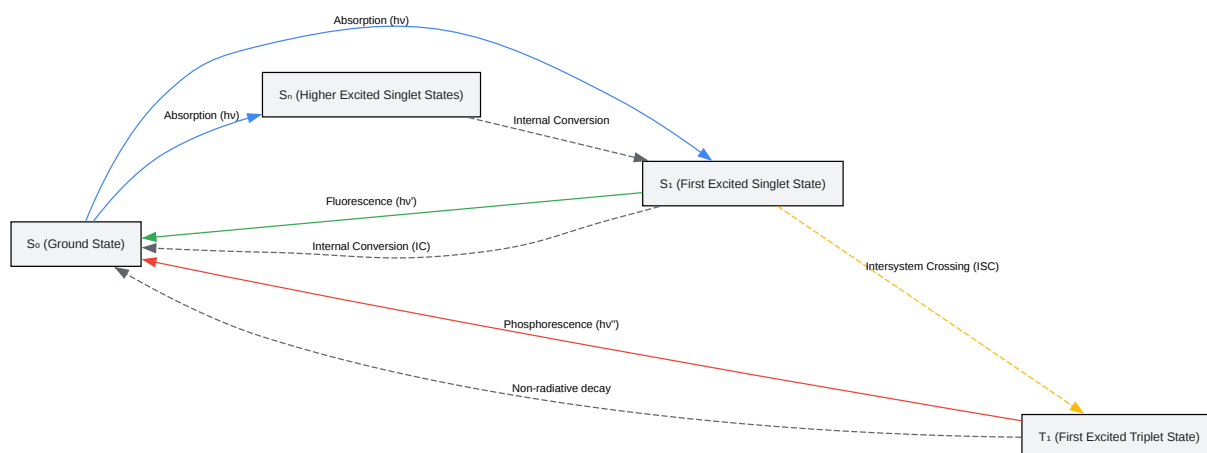 Absorption (hν)
Sₙ (Higher Excited Singlet States)
Absorption (hν)
Internal Conversion
S₁ (First Excited Singlet State)
Fluorescence (hν')
S₀ (Ground State)
Internal Conversion (IC)
Intersystem Crossing (ISC)
Phosphorescence (hν'')
Non-radiative decay
T₁ (First Excited Triplet State)